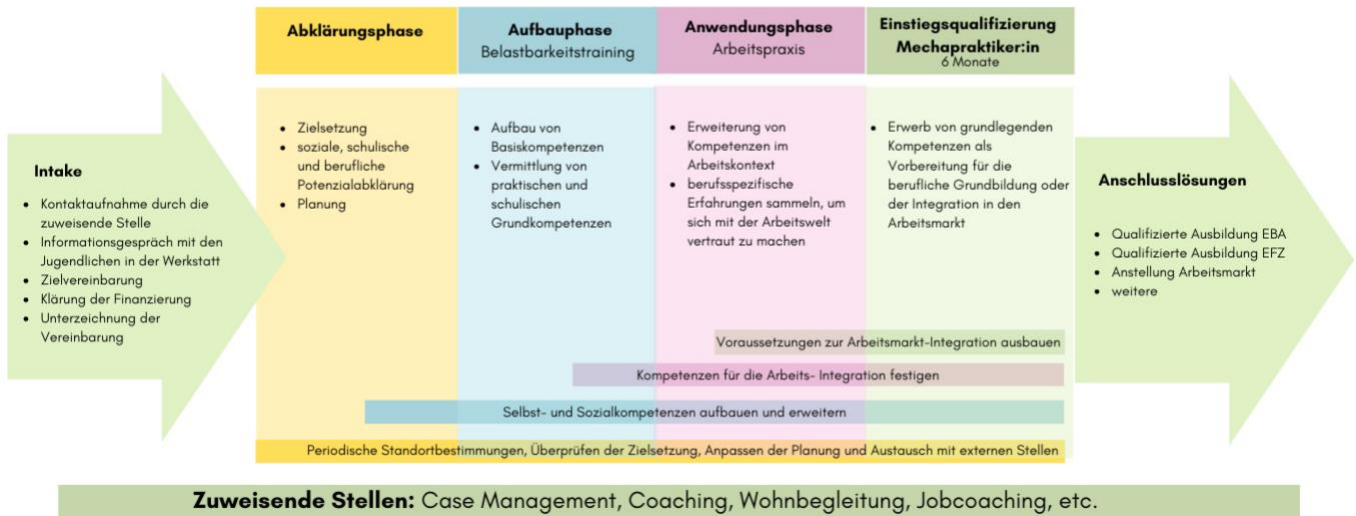 Abklärungsphase
Aufbauphase
Belastbarkeitstraining
Anwendungsphase
Arbeitspraxis
Einstiegsqualifizierung
Mechapraktiker:in
6 Monate
Intake
• Kontaktaufnahme durch die
zuweisende Stelle
• Informationsgespräch mit den
Jugendlichen in der Werkstatt
• Zielvereinbarung
• Klärung der Finanzierung
• Unterzeichnung der
Vereinbarung
• Zielsetzung
• soziale, schulische
und berufliche
Potenzialabklärung
• Planung
• Aufbau von
Basiskompetenzen
• Vermittlung von
praktischen und
schulischen
Grundkompetenzen
• Erweiterung von
Kompetenzen im
Arbeitskontext
• berufsspezifische
Erfahrungen sammeln, um
sich mit der Arbeitswelt
vertraut zu machen
• Erwerb von grundlegenden
Kompetenzen als
Vorbereitung für die
berufliche Grundbildung oder
der Integration in den
Arbeitsmarkt
Anschlusslösungen
• Qualifizierte Ausbildung EBA
• Qualifizierte Ausbildung EFZ
• Anstellung Arbeitsmarkt
• weitere
Voraussetzungen zur Arbeitsmarkt-Integration ausbauen
Kompetenzen für die Arbeits- Integration festigen
Selbst- und Sozialkompetenzen aufbauen und erweitern
Periodische Standortbestimmungen, Überprüfen der Zielsetzung, Anpassen der Planung und Austausch mit externen Stellen
Zuweisende Stellen: Case Management, Coaching, Wohnbegleitung, Jobcoaching, etc.